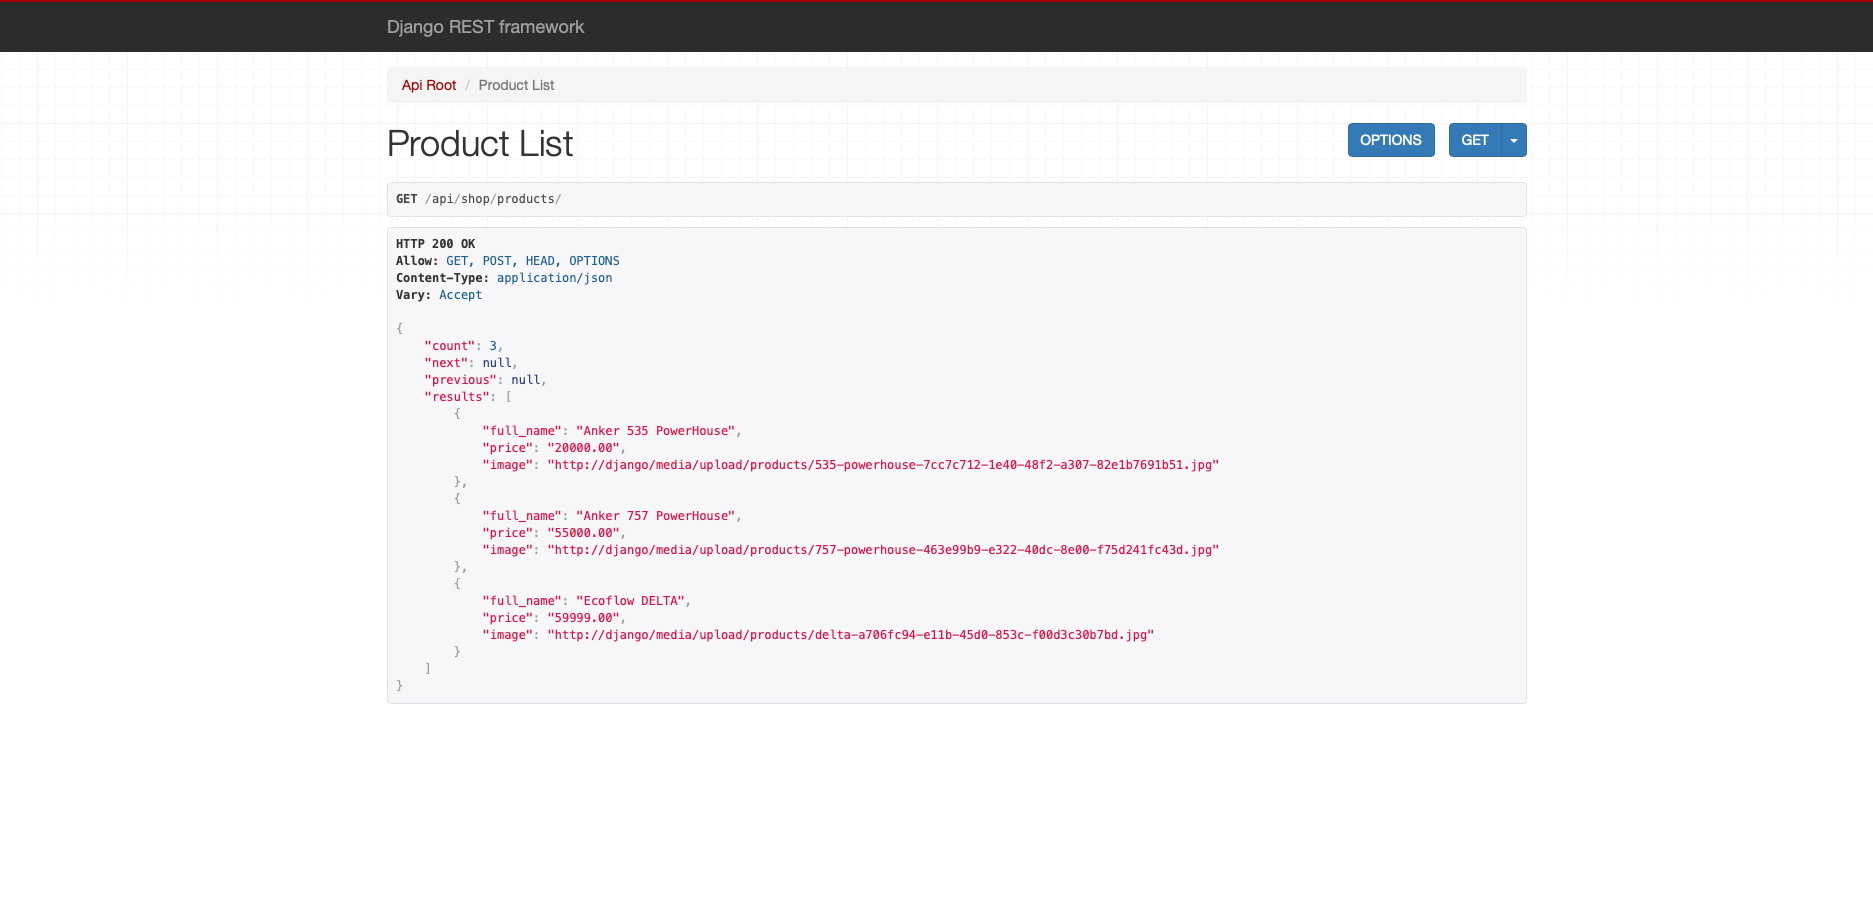 Django REST framework
Api Root / Product List
Product List
OPTIONS GET
GET /api/shop/products/
HTTP 200 OK
Allow: GET, POST, HEAD, OPTIONS
Content-Type: application/json
Vary: Accept
{
    "count": 3,
    "next": null,
    "previous": null,
    "results": [
        {
            "full_name": "Anker 535 PowerHouse",
            "price": "20000.00",
            "image": "http://django/media/upload/products/535-powerhouse-7cc7c712-1e40-48f2-a307-82e1b7691b51.jpg"
        },
        {
            "full_name": "Anker 757 PowerHouse",
            "price": "55000.00",
            "image": "http://django/media/upload/products/757-powerhouse-463e99b9-e322-40dc-8e00-f75d241fc43d.jpg"
        },
        {
            "full_name": "Ecoflow DELTA",
            "price": "59999.00",
            "image": "http://django/media/upload/products/delta-a706fc94-e11b-45d0-853c-f00d3c30b7bd.jpg"
        }
    ]
}